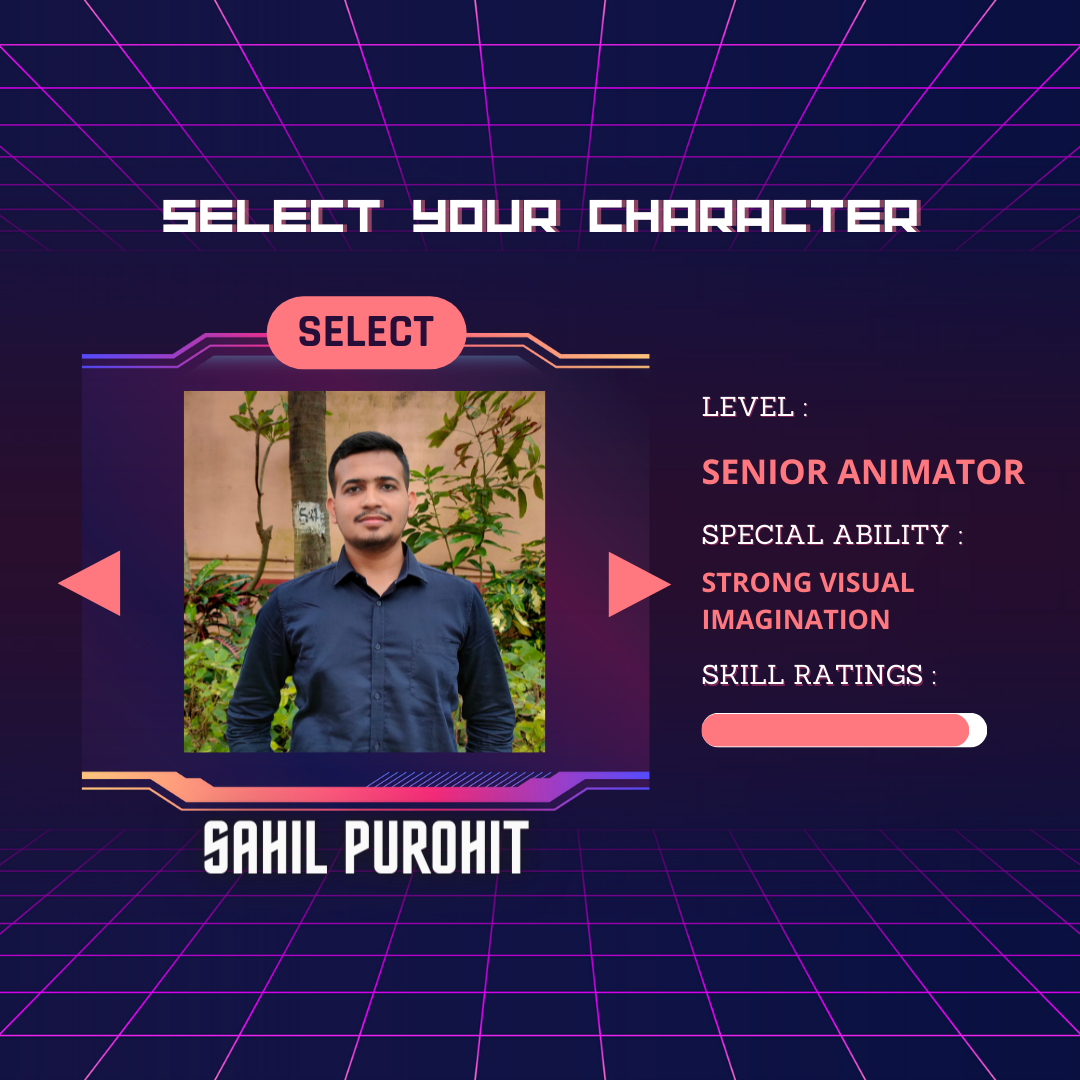 SELECT YOUR CHARACTER
SELECT
LEVEL :
SENIOR ANIMATOR
SPECIAL ABILITY :
STRONG VISUAL
IMAGINATION
SKILL RATINGS :
SAHIL PUROHIT